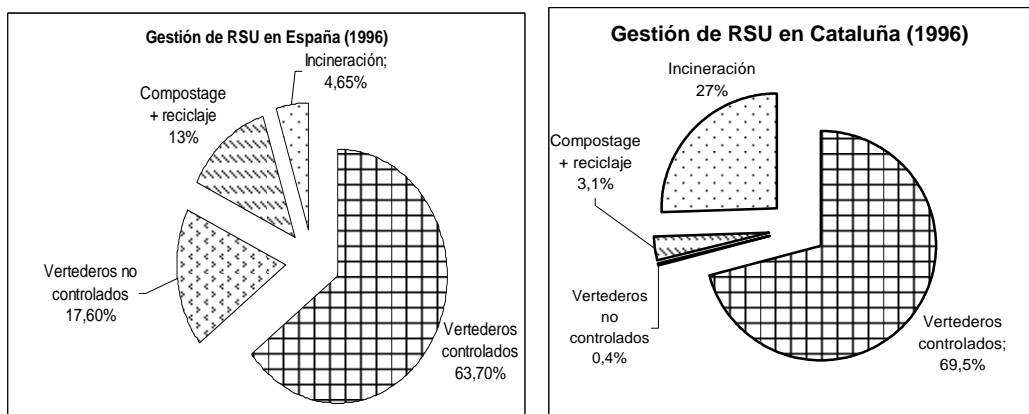 Gestión de RSU en España (1996)
Incineración;
4,65%
Compostage
+ reciclaje
13%
Vertederos no
controlados
17,60%
Vertederos
controlados
63,70%
Gestión de RSU en Cataluña (1996)
Incineración
27%
Compostage
+ reciclaje
3,1%
Vertederos
no
controlados
0,4%
Vertederos
controlados;
69,5%